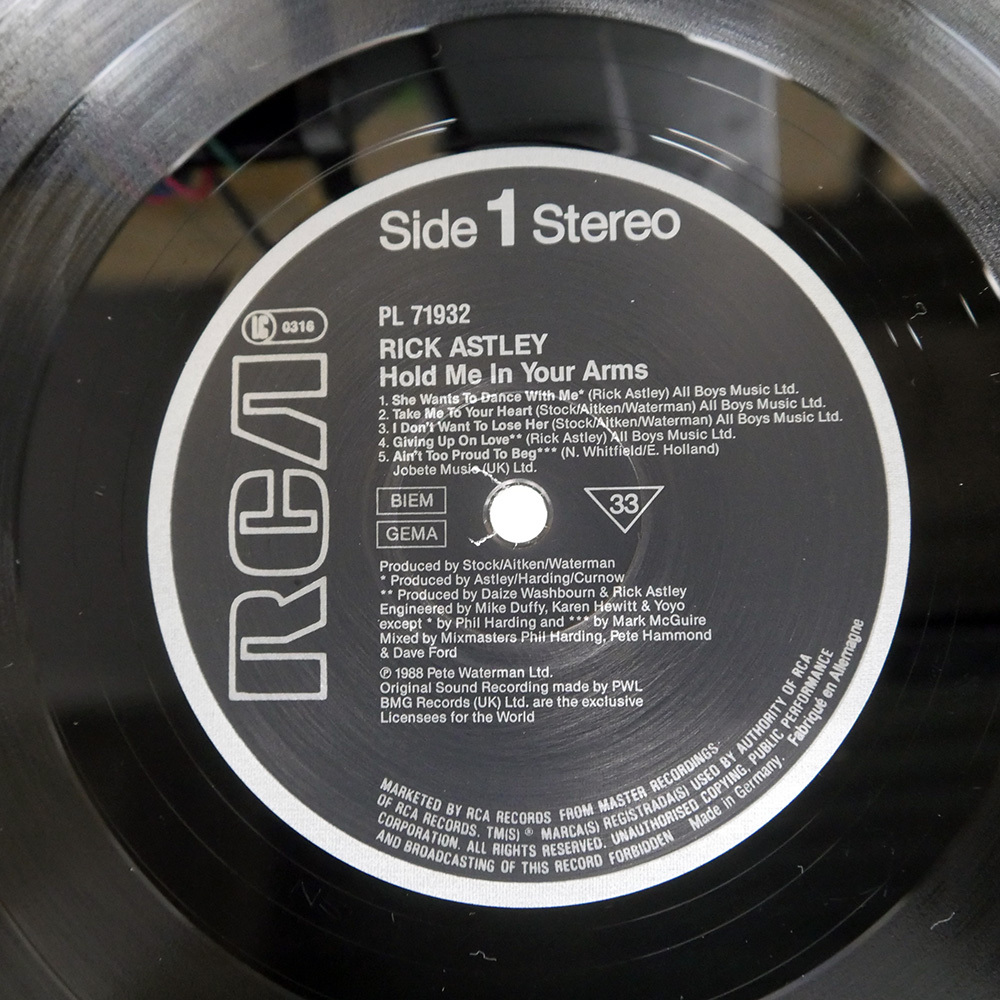 Side 1 Stereo
LC 0316
RCA
PL 71932
RICK ASTLEY
Hold Me In Your Arms
1. She Wants To Dance With Me* (Rick Astley) All Boys Music Ltd.
2. Take Me To Your Heart (Stock/Aitken/Waterman) All Boys Music Ltd.
3. I Don't Want To Lose Her (Stock/Aitken/Waterman) All Boys Music Ltd.
4. Giving Up On Love** (Rick Astley) All Boys Music Ltd.
5. Ain't Too Proud To Beg*** (N. Whitfield/E. Holland)
Jobete Music (UK) Ltd.
BIEM
GEMA
33
Produced by Stock/Aitken/Waterman
* Produced by Astley/Harding/Curnow
** Produced by Daize Washbourn & Rick Astley
Engineered by Mike Duffy, Karen Hewitt & Yoyo
except * by Phil Harding and *** by Mark McGuire
Mixed by Mixmasters Phil Harding, Pete Hammond
& Dave Ford
℗ 1988 Pete Waterman Ltd.
Original Sound Recording made by PWL
BMG Records (UK) Ltd. are the exclusive
Licensees for the World
MARKETED BY RCA RECORDS FROM MASTER RECORDINGS
OF RCA RECORDS. TM(S) ® MARCA(S) REGISTRADA(S) USED BY AUTHORITY OF RCA
CORPORATION. ALL RIGHTS RESERVED. UNAUTHORISED COPYING, PUBLIC PERFORMANCE
AND BROADCASTING OF THIS RECORD FORBIDDEN Made in Germany. Fabriqué en Allemagne